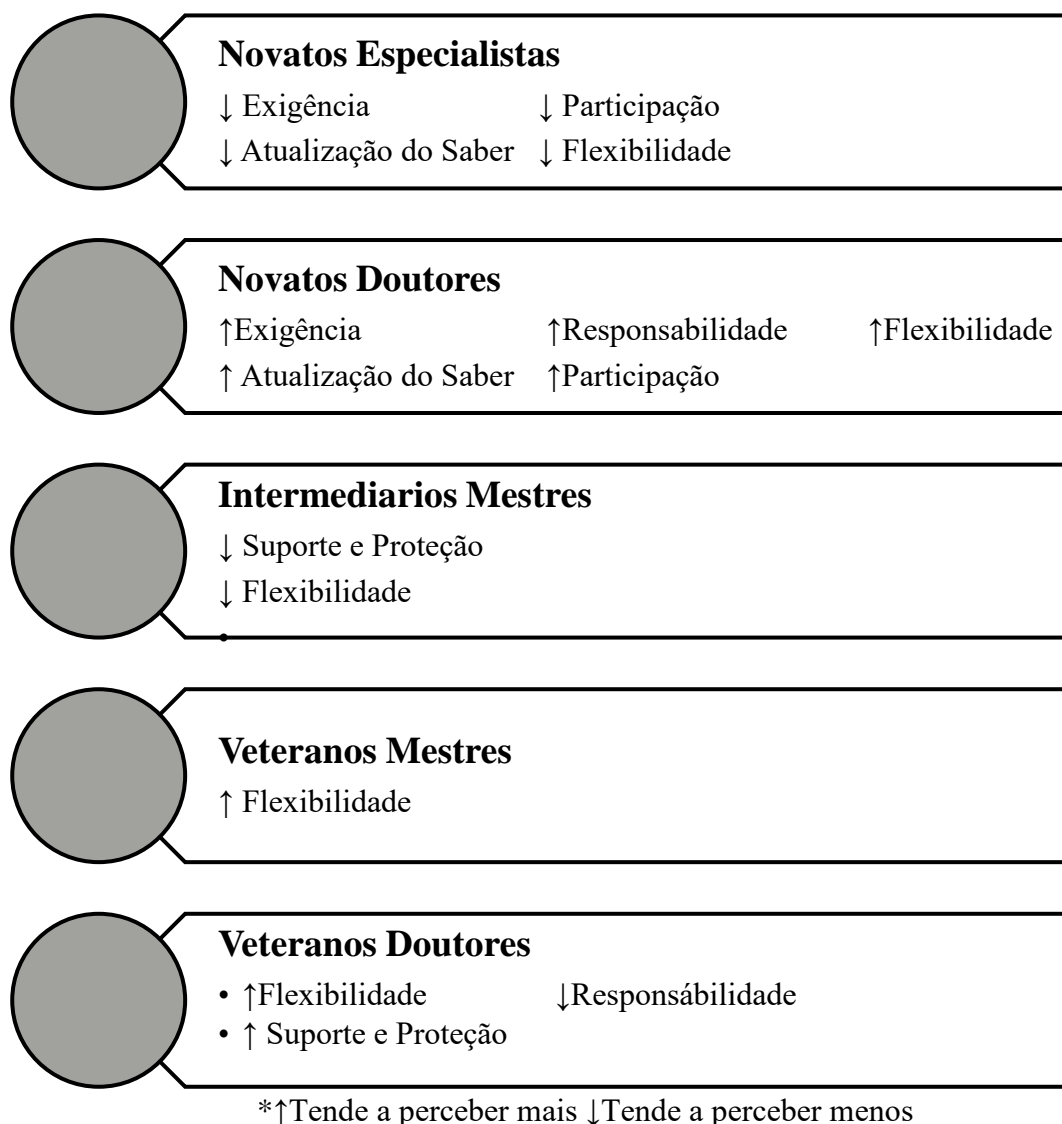 Novatos Especialistas
↓ Exigência ↓ Participação
↓ Atualização do Saber ↓ Flexibilidade
Novatos Doutores
↑Exigência ↑Responsabilidade ↑Flexibilidade
↑ Atualização do Saber ↑Participação
Intermediarios Mestres
↓ Suporte e Proteção
↓ Flexibilidade
•
Veteranos Mestres
↑ Flexibilidade
Veteranos Doutores
• ↑Flexibilidade ↓Responsábilidade
• ↑ Suporte e Proteção
*↑Tende a perceber mais ↓Tende a perceber menos